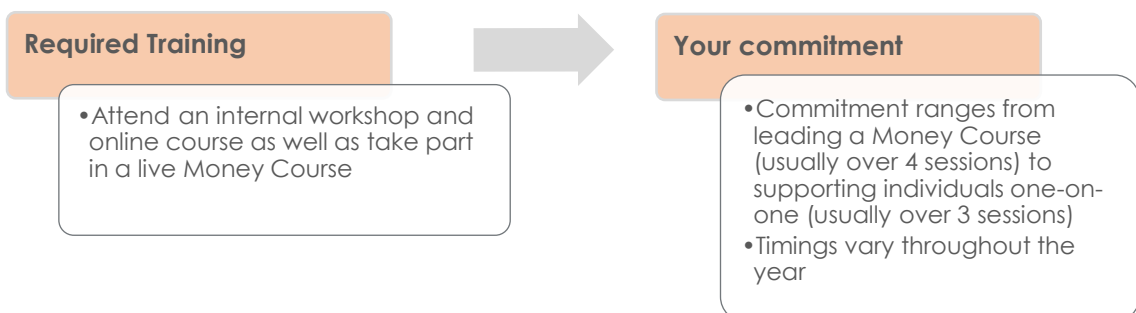 Required Training
•Attend an internal workshop and
online course as well as take part
in a live Money Course
Your commitment
•Commitment ranges from
leading a Money Course
(usually over 4 sessions) to
supporting individuals one-on-
one (usually over 3 sessions)
•Timings vary throughout the
year